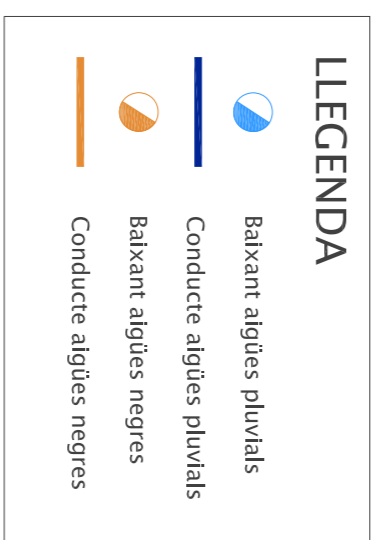 LLEGENDA
Baixant aigües pluvials
Conducte aigües pluvials
Baixant aigües negres
Conducte aigües negres